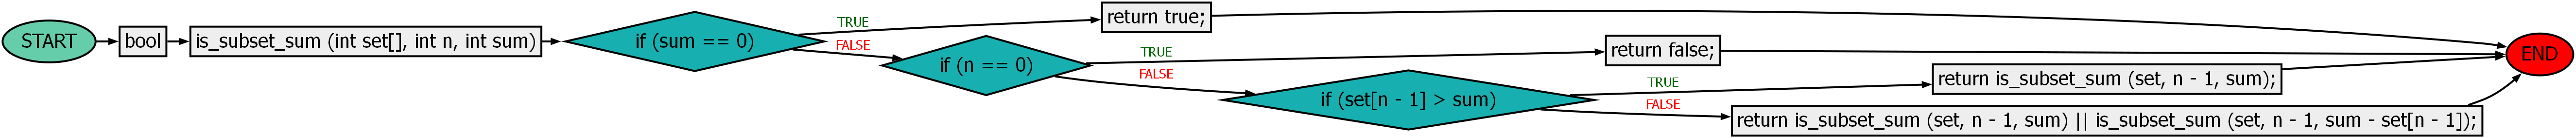 START
bool
is_subset_sum (int set[], int n, int sum)
if (sum == 0)
TRUE
return true;
FALSE
if (n == 0)
TRUE
return false;
FALSE
if (set[n - 1] > sum)
TRUE
return is_subset_sum (set, n - 1, sum);
FALSE
return is_subset_sum (set, n - 1, sum) || is_subset_sum (set, n - 1, sum - set[n - 1]);
END